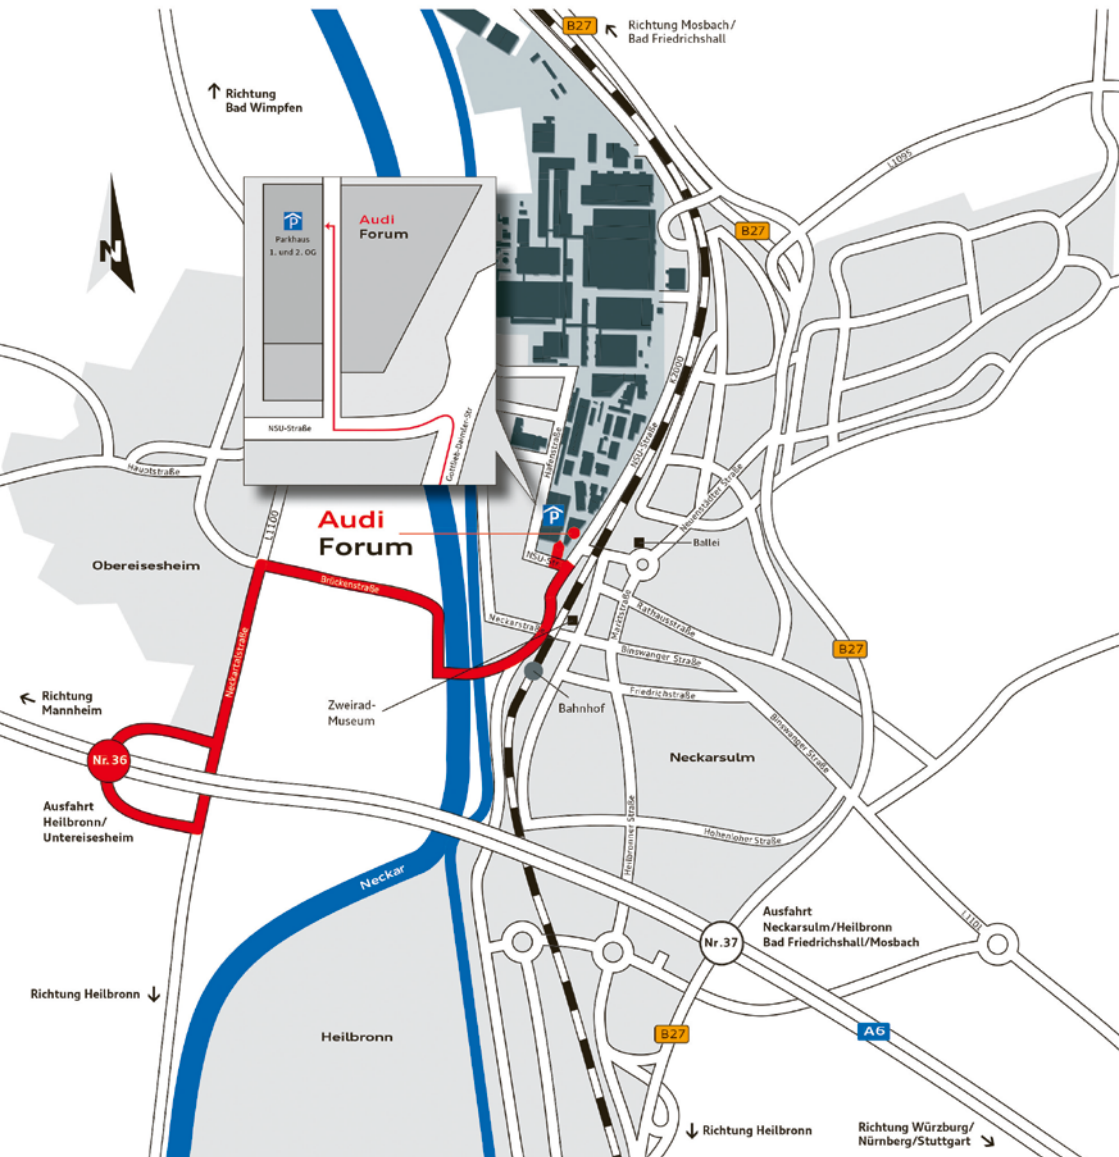 B27
Richtung Mosbach/
Bad Friedrichshall
Richtung
Bad Wimpfen
L1095
N
P
Parkhaus
1. und 2. OG
Audi
Forum
B27
NSU-Straße
Gottlieb-Daimler-Str
K2000
NSU-Straße
Hafenstraße
Hauptstraße
L1100
Neuenstädter Straße
P
Audi
Forum
NSU-S
Ballei
Obereisesheim
Brückenstraße
Neckarstraß
Marktstraße
Rathausstraße
Binswanger Straße
B27
Neckartalstraße
Friedrichstraße
Richtung
Mannheim
Zweirad-
Museum
Bahnhof
Binswanger Straße
Neckarsulm
Nr. 36
Ausfahrt
Heilbronn/
Untereisesheim
Heilbronner Straße
Hohenloher Straße
Neckar
Ausfahrt
Neckarsulm/Heilbronn
Bad Friedrichshall/Mosbach
L1101
Nr. 37
Richtung Heilbronn
Heilbronn
B27
A6
Richtung Heilbronn
Richtung Würzburg/
Nürnberg/Stuttgart